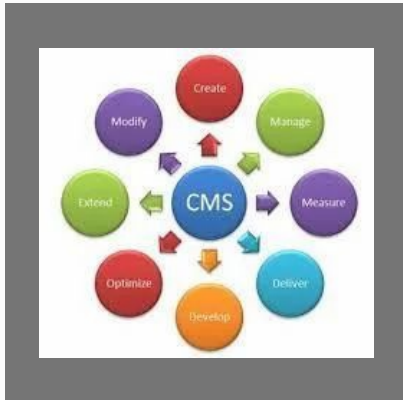 Create
Modify
Manage
Extend
CMS
Measure
Optimize
Deliver
Develop